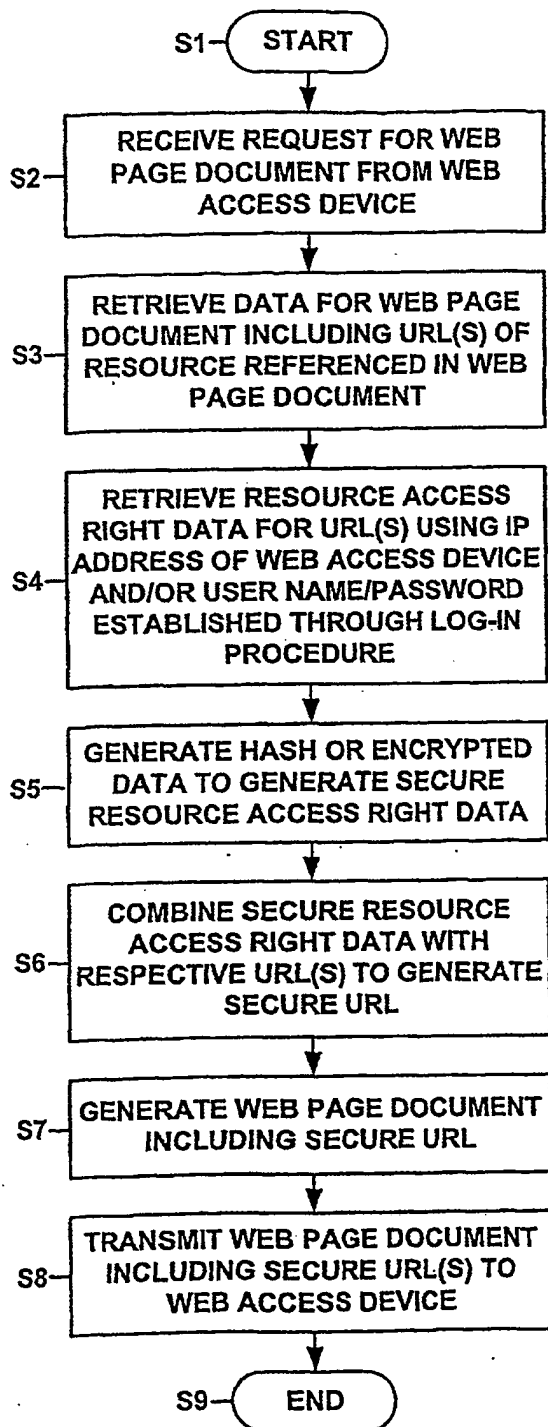 S1 START
S2 RECEIVE REQUEST FOR WEB
PAGE DOCUMENT FROM WEB
ACCESS DEVICE
S3 RETRIEVE DATA FOR WEB PAGE
DOCUMENT INCLUDING URL(S) OF
RESOURCE REFERENCED IN WEB
PAGE DOCUMENT
S4 RETRIEVE RESOURCE ACCESS
RIGHT DATA FOR URL(S) USING IP
ADDRESS OF WEB ACCESS DEVICE
AND/OR USER NAME/PASSWORD
ESTABLISHED THROUGH LOG-IN
PROCEDURE
S5 GENERATE HASH OR ENCRYPTED
DATA TO GENERATE SECURE
RESOURCE ACCESS RIGHT DATA
S6 COMBINE SECURE RESOURCE
ACCESS RIGHT DATA WITH
RESPECTIVE URL(S) TO GENERATE
SECURE URL
S7 GENERATE WEB PAGE DOCUMENT
INCLUDING SECURE URL
S8 TRANSMIT WEB PAGE DOCUMENT
INCLUDING SECURE URL(S) TO
WEB ACCESS DEVICE
S9 END